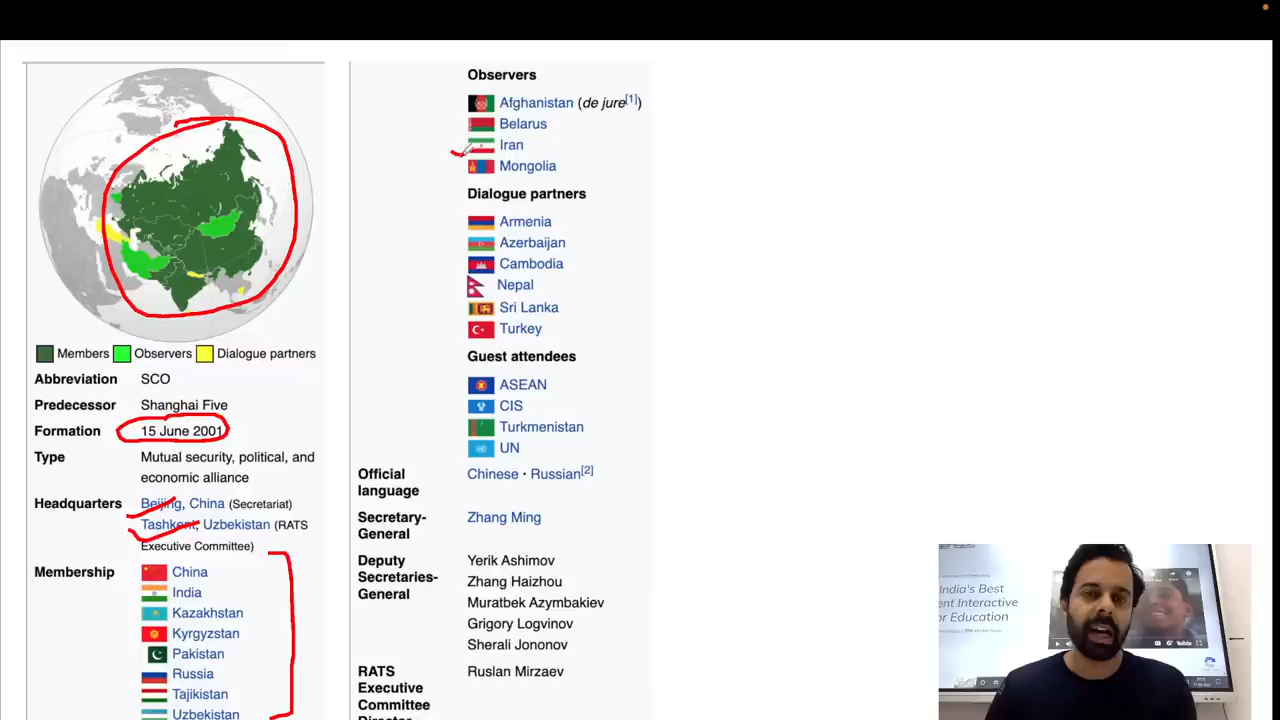 Members Observers Dialogue partners
Abbreviation SCO
Predecessor Shanghai Five
Formation 15 June 2001
Type Mutual security, political, and
economic alliance
Headquarters Beijing, China (Secretariat)
Tashkent, Uzbekistan (RATS
Executive Committee)
Membership China
India
Kazakhstan
Kyrgyzstan
Pakistan
Russia
Tajikistan
Uzbekistan
Observers
Afghanistan (de jure[1])
Belarus
Iran
Mongolia
Dialogue partners
Armenia
Azerbaijan
Cambodia
Nepal
Sri Lanka
Turkey
Guest attendees
ASEAN
CIS
Turkmenistan
UN
Official
language
Chinese • Russian[2]
Secretary-
General
Zhang Ming
Deputy
Secretaries-
General
Yerik Ashimov
Zhang Haizhou
Muratbek Azymbakiev
Grigory Logvinov
Sherali Jononov
RATS
Executive
Committee
Ruslan Mirzaev
India's Best
ent Interactive
or Education